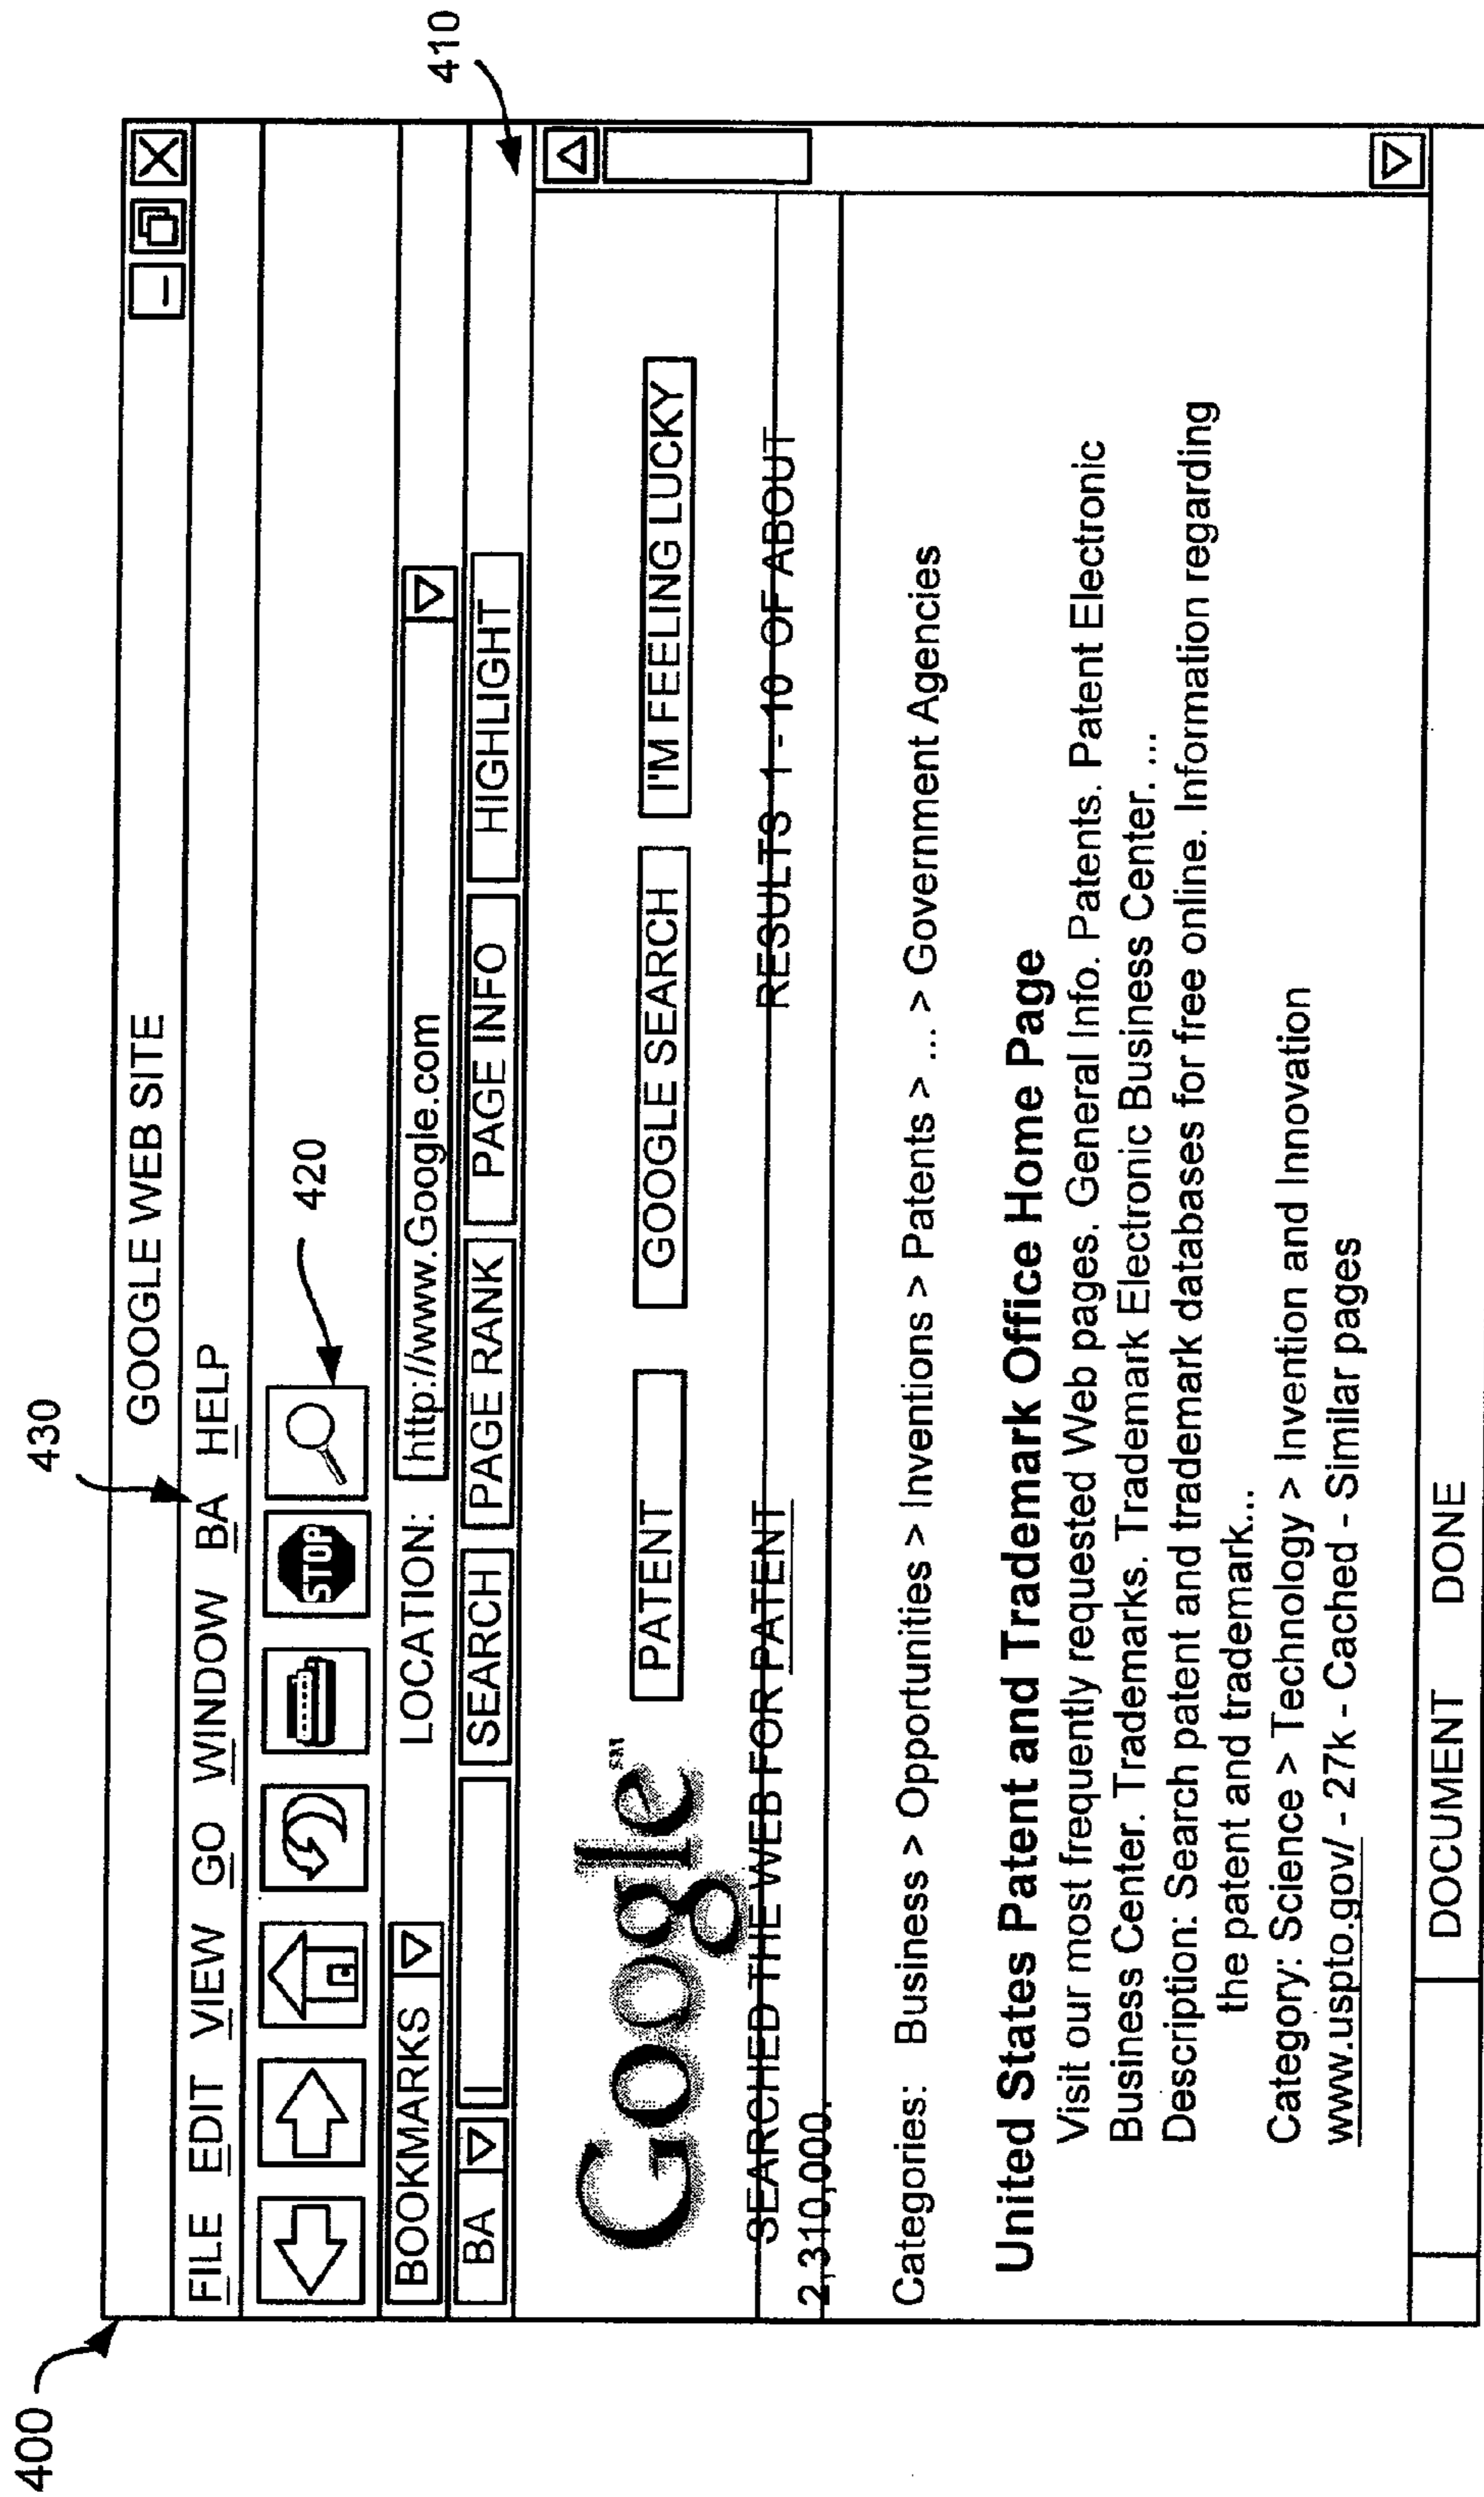 430
400
410
420
GOOGLE WEB SITE
FILE EDIT VIEW GO WINDOW BA HELP
STOP
BOOKMARKS LOCATION: http://www.Google.com
BA SEARCH PAGE RANK PAGE INFO HIGHLIGHT
Google℠ PATENT GOOGLE SEARCH I'M FEELING LUCKY
SEARCHED THE WEB FOR PATENT RESULTS 1 - 10 OF ABOUT
2,310,000.
Categories: Business > Opportunities > Inventions > Patents > ... > Government Agencies
United States Patent and Trademark Office Home Page
Visit our most frequently requested Web pages. General Info. Patents. Patent Electronic
Business Center. Trademarks. Trademark Electronic Business Center. ...
Description: Search patent and trademark databases for free online. Information regarding
the patent and trademark...
Category: Science > Technology > Invention and Innovation
www.uspto.gov/ - 27k - Cached - Similar pages
DOCUMENT DONE